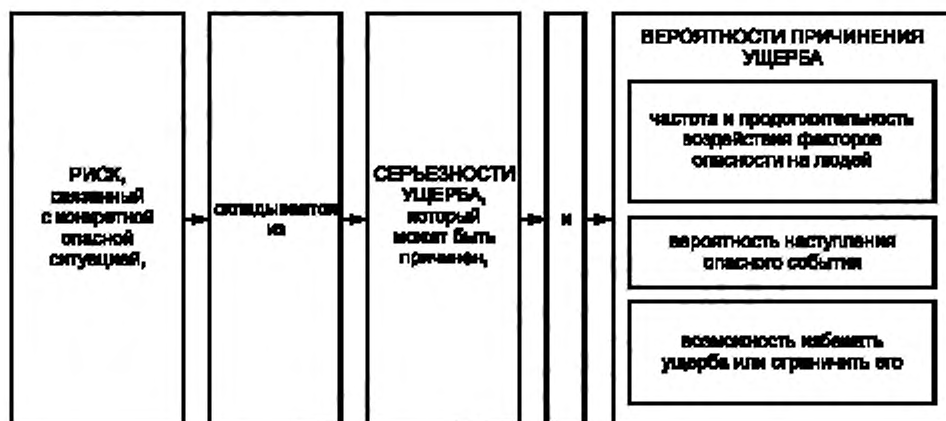 РИСК,
связанный
с конкретной
опасной
ситуацией,
складывается
из
СЕРЬЕЗНОСТИ
УЩЕРБА,
который
может быть
причинен,
и
ВЕРОЯТНОСТИ ПРИЧИНЕНИЯ
УЩЕРБА
частота и продолжительность
воздействия факторов
опасности на людей
вероятность наступления
опасного события
возможность избежать
ущерба или ограничить его